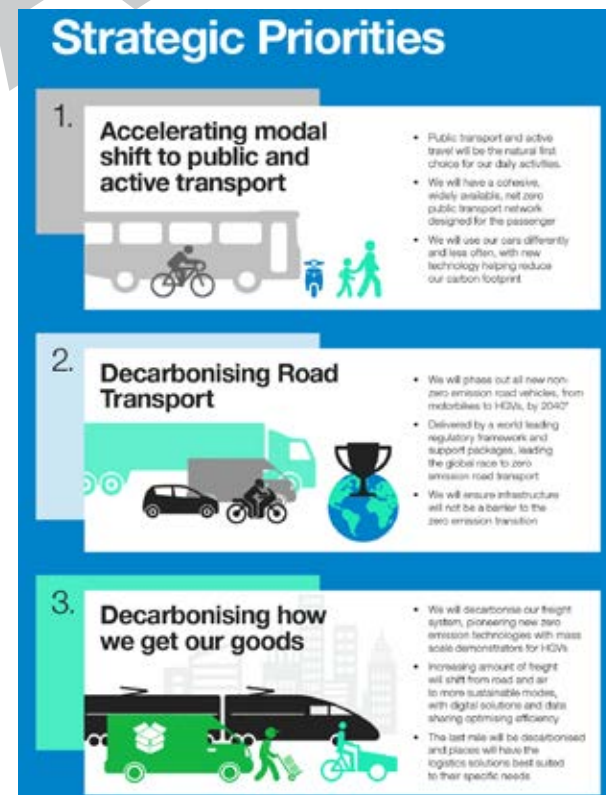 Strategic Priorities
1.
Accelerating modal
shift to public and
active transport
• Public transport and active
travel will be the natural first
choice for our daily activities.
• We will have a cohesive,
widely available, net zero
public transport network
designed for the passenger
• We will use our cars differently
and less often, with new
technology helping reduce
our carbon footprint
2.
Decarbonising Road
Transport
• We will phase out all new non-
zero emission road vehicles, from
motorbikes to HGVs, by 2040*
• Delivered by a world leading
regulatory framework and
support packages, leading
the global race to zero
emission road transport
• We will ensure infrastructure
will not be a barrier to the
zero emission transition
3.
Decarbonising how
we get our goods
• We will decarbonise our freight
system, pioneering new zero
emission technologies with mass
scale demonstrators for HGVs
• Increasing amount of freight
will shift from road and air
to more sustainable modes,
with digital solutions and data
sharing optimising efficiency
• The last mile will be decarbonised
and places will have the
logistics solutions best suited
to their specific needs